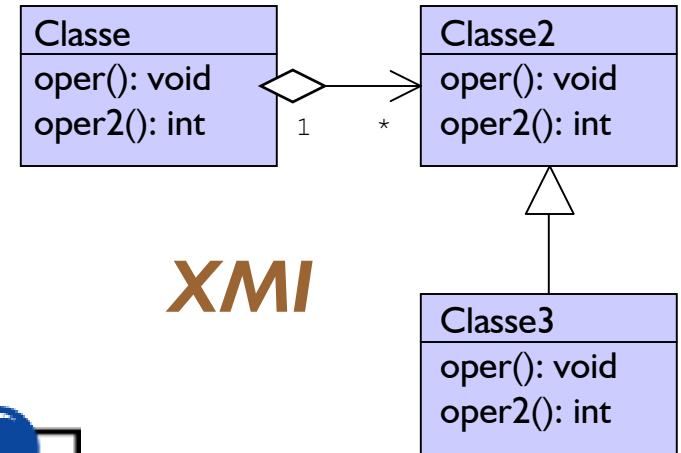 Classe
oper(): void
oper2(): int
1 *
Classe2
oper(): void
oper2(): int
XMI
Classe3
oper(): void
oper2(): int